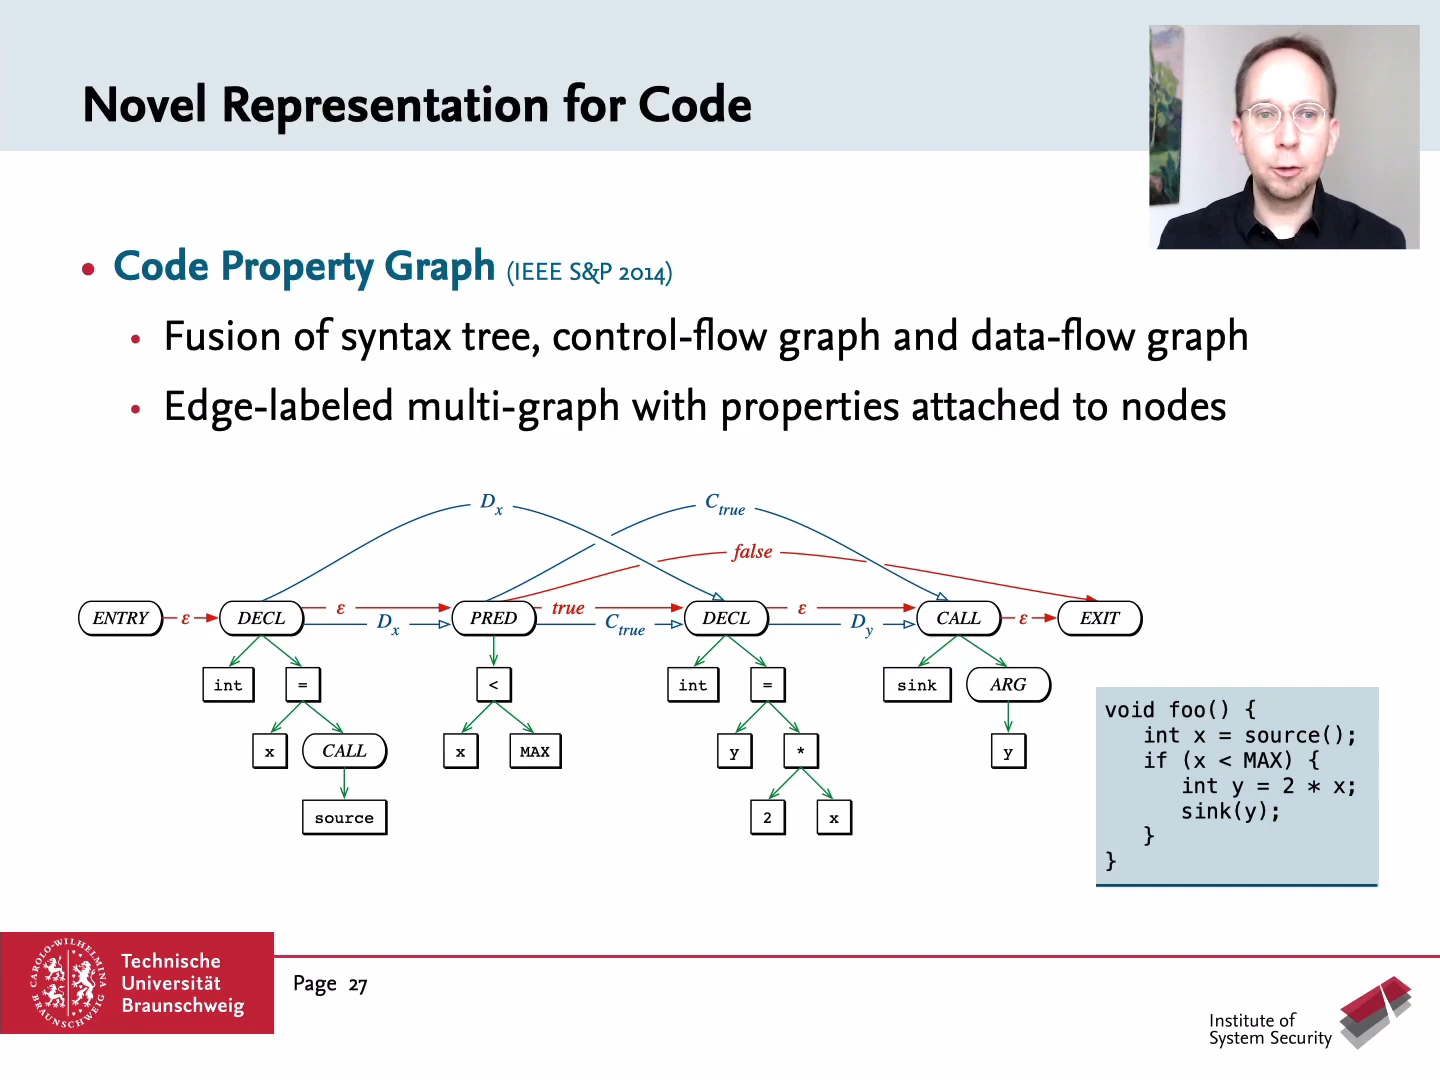 Novel Representation for Code
• Code Property Graph (IEEE S&P 2014)
• Fusion of syntax tree, control-flow graph and data-flow graph
• Edge-labeled multi-graph with properties attached to nodes
Dx Ctrue
false
ENTRY ε DECL ε PRED true DECL ε CALL ε EXIT
Dx Ctrue Dy
int = < int = sink ARG
x CALL x MAX y * y
source 2 x
void foo() {
int x = source();
if (x < MAX) {
int y = 2 * x;
sink(y);
}
}
CAROLO-WILHELMINA
BRAUNSCHWEIG
Technische
Universität
Braunschweig
Page 27
Institute of
System Security